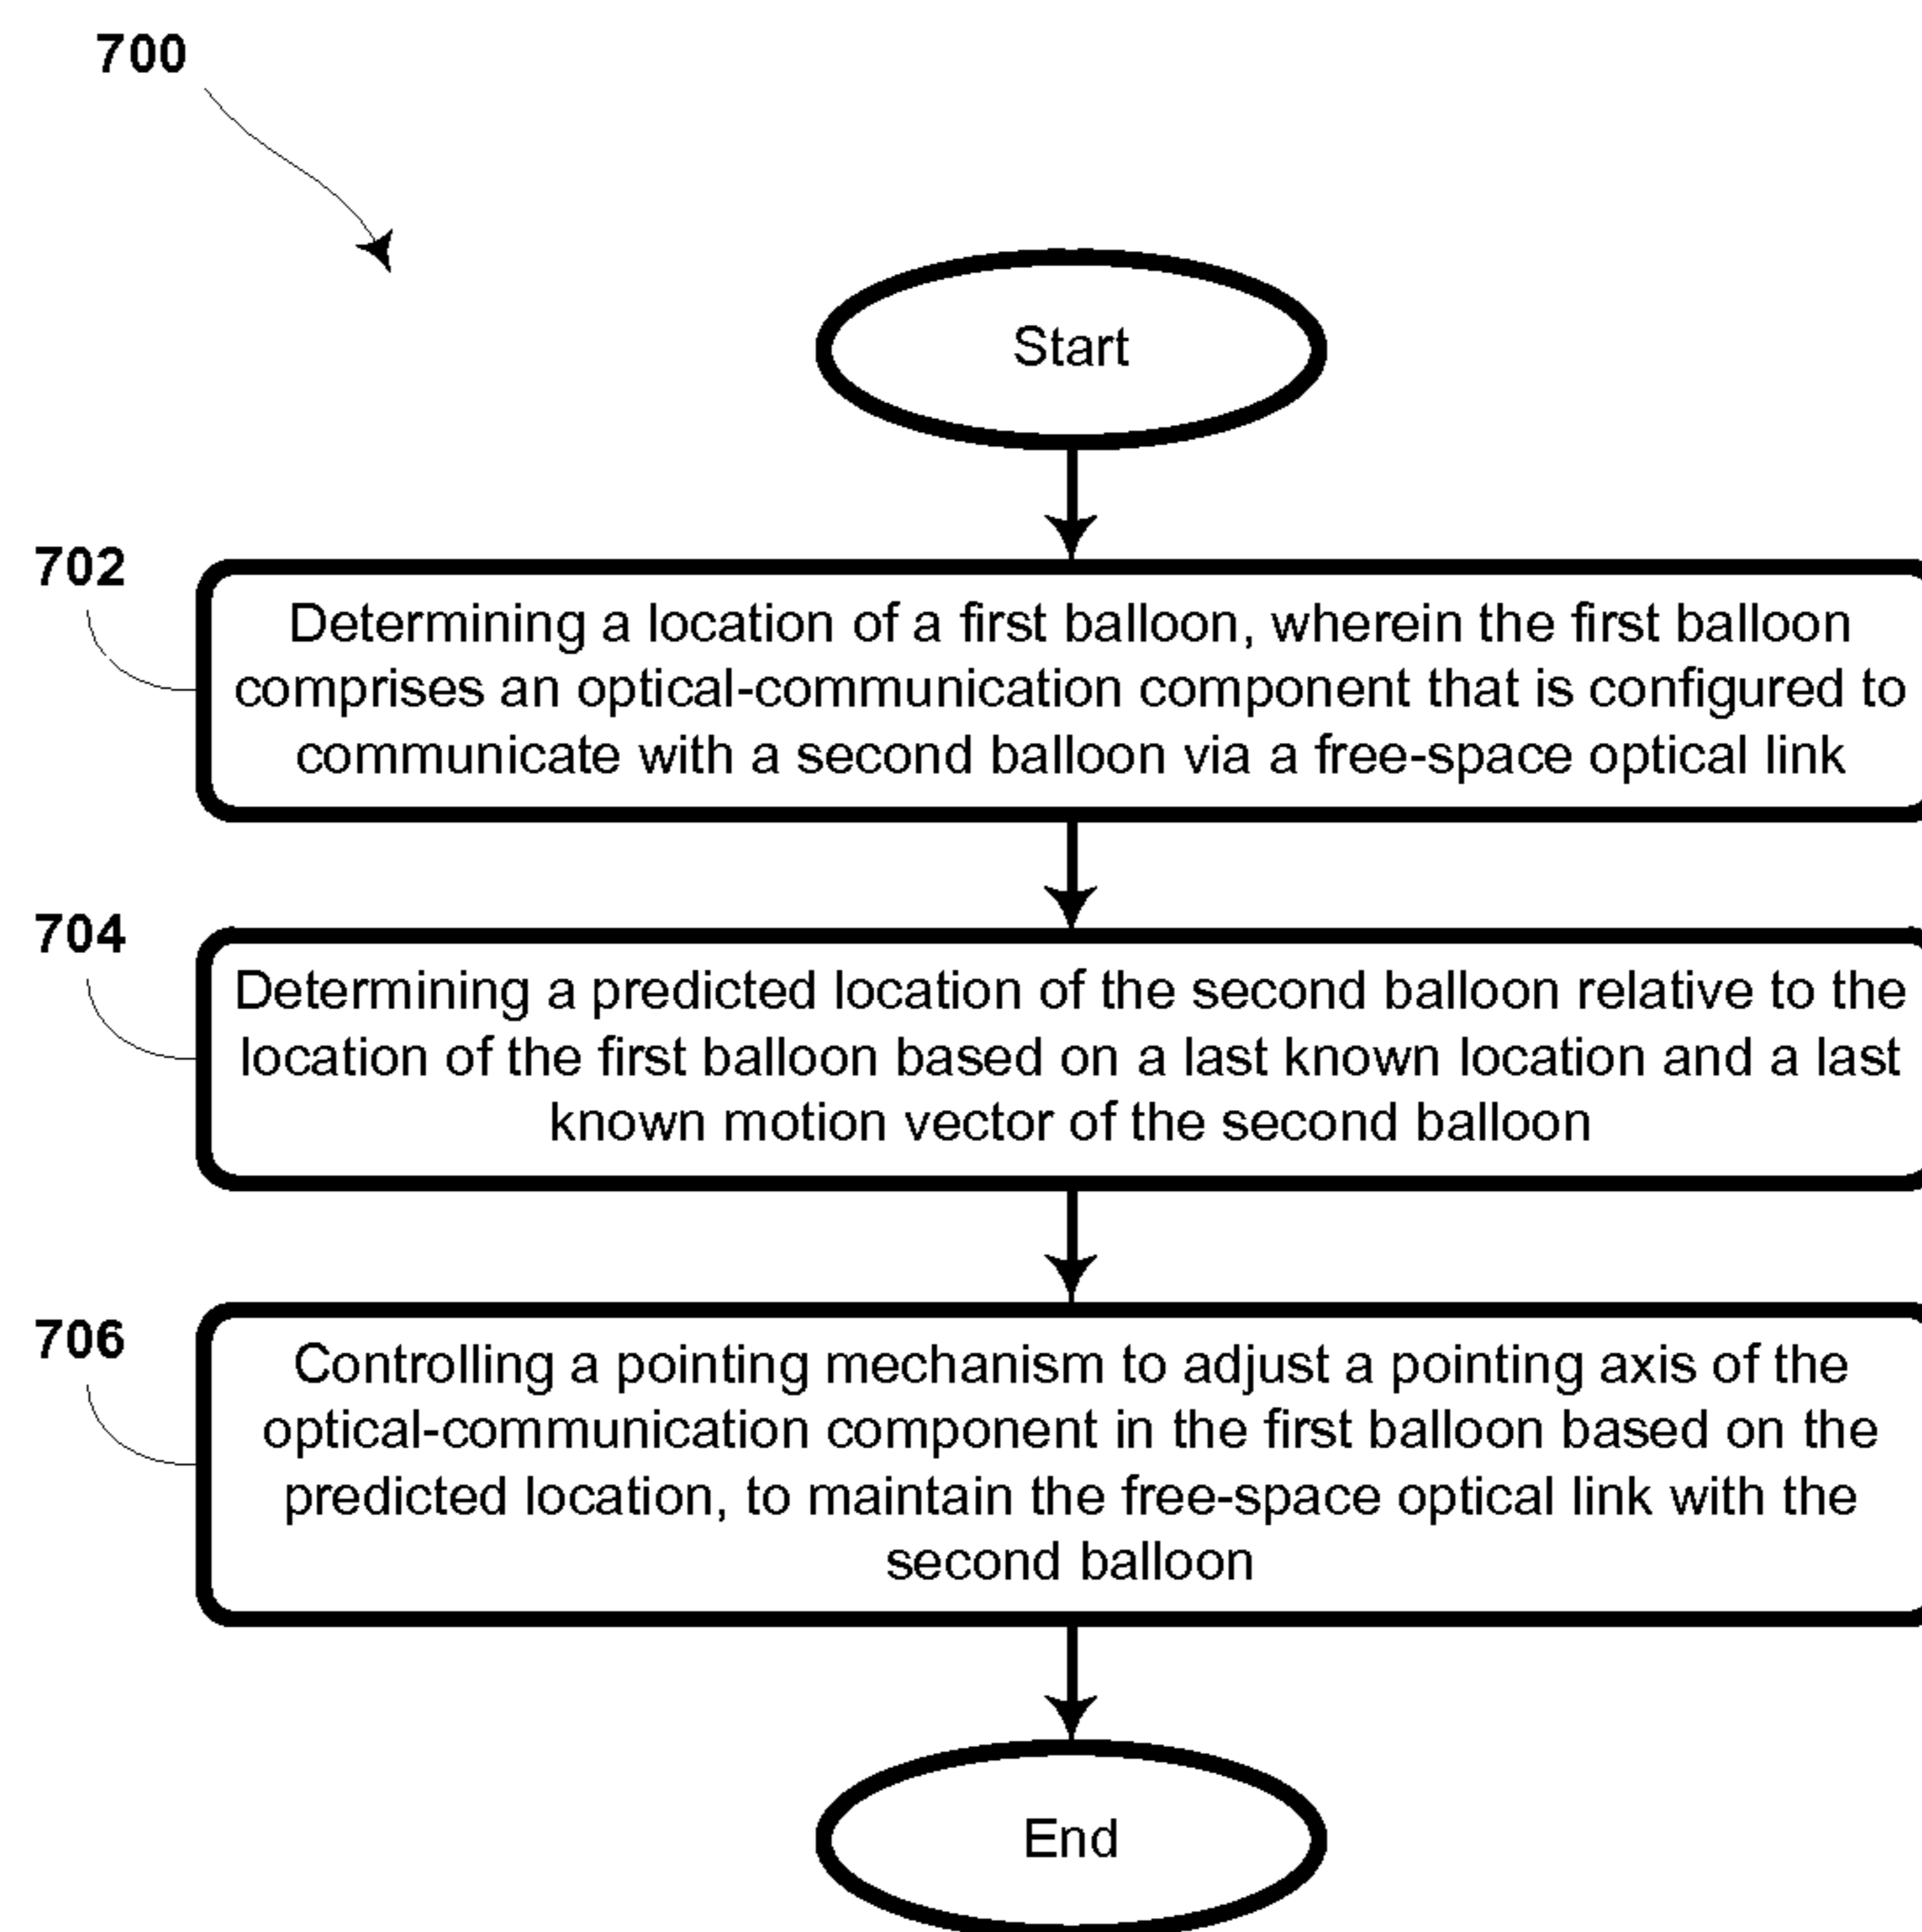 700
Start
702
Determining a location of a first balloon, wherein the first balloon
comprises an optical-communication component that is configured to
communicate with a second balloon via a free-space optical link
704
Determining a predicted location of the second balloon relative to the
location of the first balloon based on a last known location and a last
known motion vector of the second balloon
706
Controlling a pointing mechanism to adjust a pointing axis of the
optical-communication component in the first balloon based on the
predicted location, to maintain the free-space optical link with the
second balloon
End